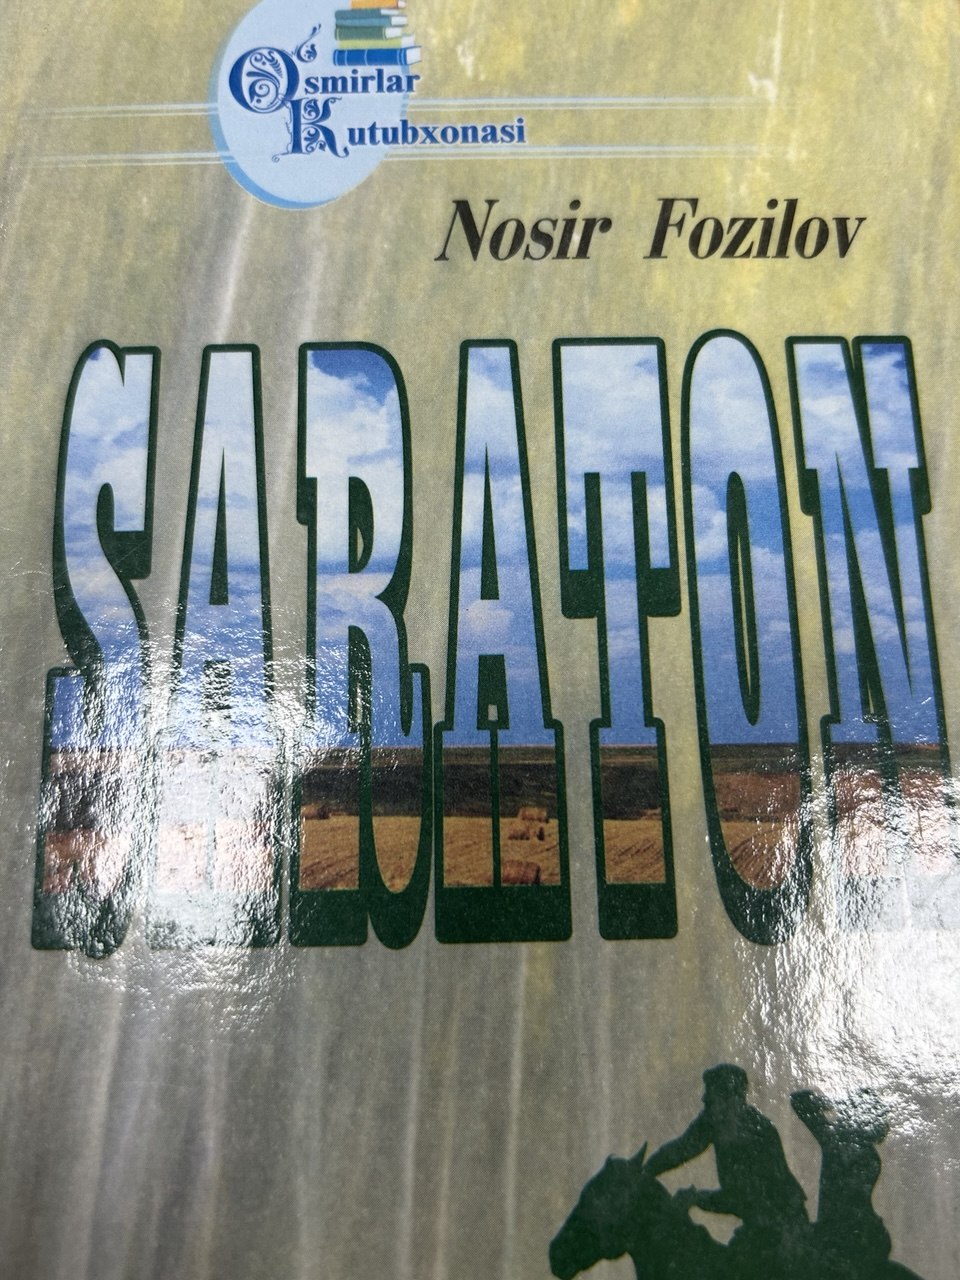 O'smirlar
Kutubxonasi
Nosir Fozilov
SARATON